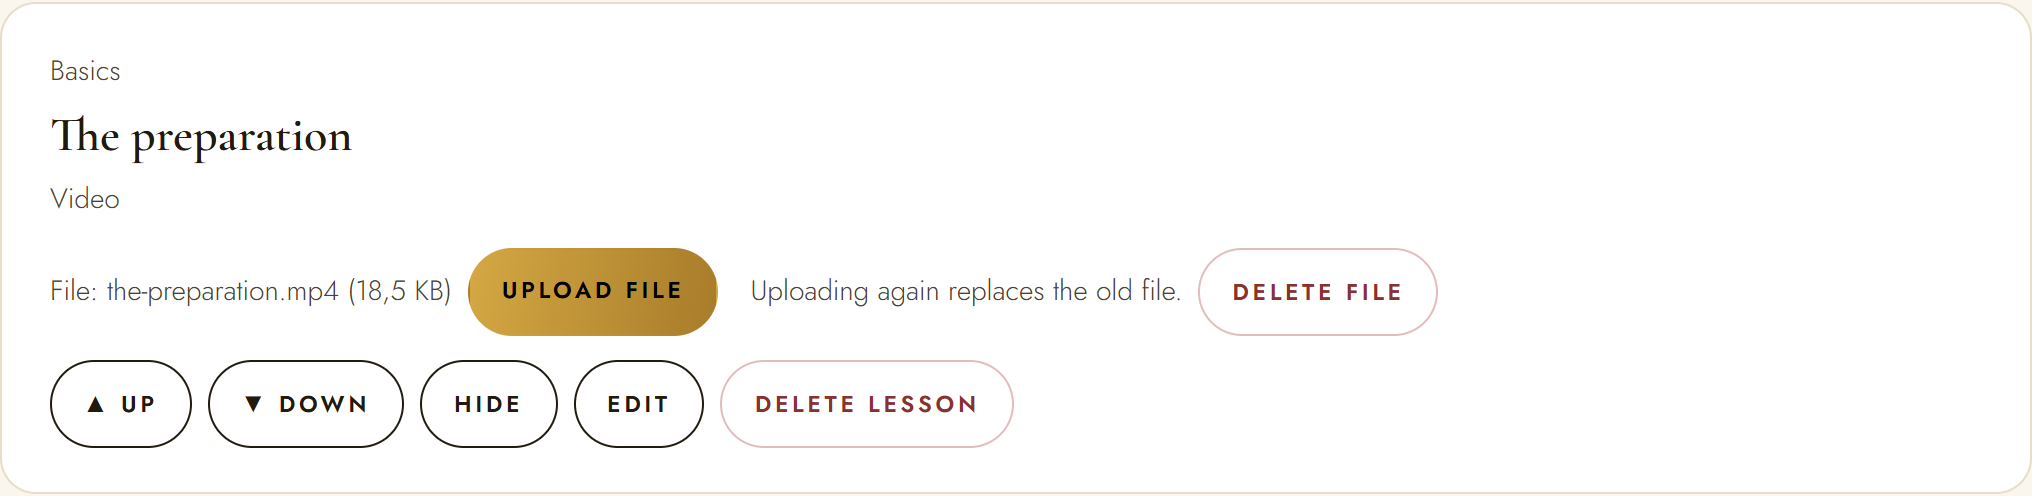 Basics
The preparation
Video
File: the-preparation.mp4 (18,5 KB) UPLOAD FILE Uploading again replaces the old file. DELETE FILE
▲ UP ▼ DOWN HIDE EDIT DELETE LESSON